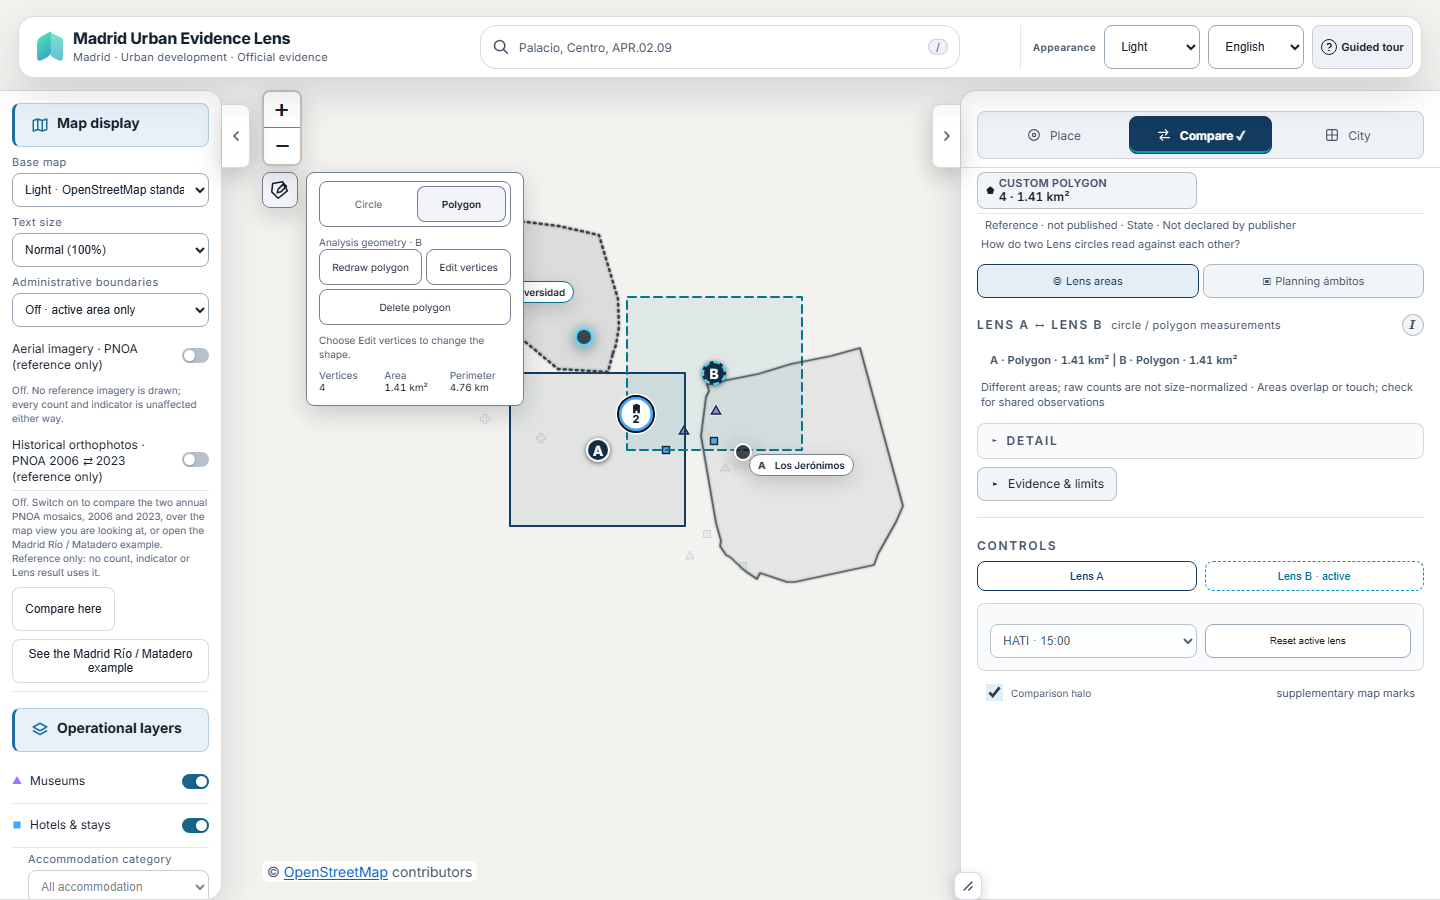 Madrid Urban Evidence Lens
Madrid · Urban development · Official evidence
Palacio, Centro, APR.02.09
/
Appearance
Light
English
? Guided tour
Map display
Base map
Light · OpenStreetMap standa
Text size
Normal (100%)
Administrative boundaries
Off · active area only
Aerial imagery · PNOA
(reference only)
Off. No reference imagery is drawn;
every count and indicator is unaffected
either way.
Historical orthophotos ·
PNOA 2006 ⇄ 2023
(reference only)
Off. Switch on to compare the two annual
PNOA mosaics, 2006 and 2023, over the
map view you are looking at, or open the
Madrid Río / Matadero example.
Reference only: no count, indicator or
Lens result uses it.
Compare here
See the Madrid Río / Matadero
example
Operational layers
Museums
Hotels & stays
Accommodation category
All accommodation
+
−
Circle
Polygon
Analysis geometry · B
Redraw polygon
Edit vertices
Delete polygon
Choose Edit vertices to change the
shape.
Vertices
4
Area
1.41 km²
Perimeter
4.76 km
versidad
B
2
A
A Los Jerónimos
© OpenStreetMap contributors
Place
Compare ✓
City
CUSTOM POLYGON
4 · 1.41 km²
Reference · not published · State · Not declared by publisher
How do two Lens circles read against each other?
Lens areas
Planning ámbitos
LENS A ↔ LENS B circle / polygon measurements
I
A · Polygon · 1.41 km² | B · Polygon · 1.41 km²
Different areas; raw counts are not size-normalized · Areas overlap or touch; check
for shared observations
DETAIL
Evidence & limits
CONTROLS
Lens A
Lens B · active
HATI · 15:00
Reset active lens
Comparison halo
supplementary map marks